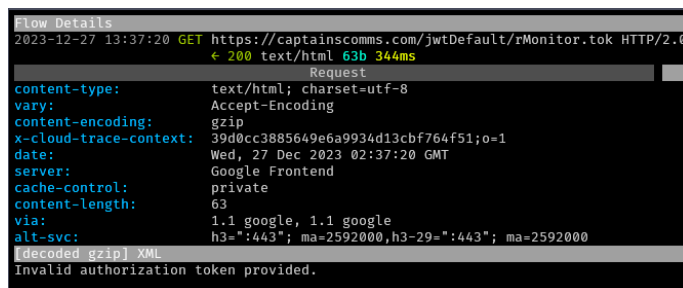 Flow Details
2023-12-27 13:37:20 GET https://captainscomms.com/jwtDefault/rMonitor.tok HTTP/2.0
← 200 text/html 63b 344ms
Request
content-type: text/html; charset=utf-8
vary: Accept-Encoding
content-encoding: gzip
x-cloud-trace-context: 39d0cc3885649e6a9934d13cbf764f51;o=1
date: Wed, 27 Dec 2023 02:37:20 GMT
server: Google Frontend
cache-control: private
content-length: 63
via: 1.1 google, 1.1 google
alt-svc: h3=":443"; ma=2592000,h3-29=":443"; ma=2592000
[decoded gzip] XML
Invalid authorization token provided.